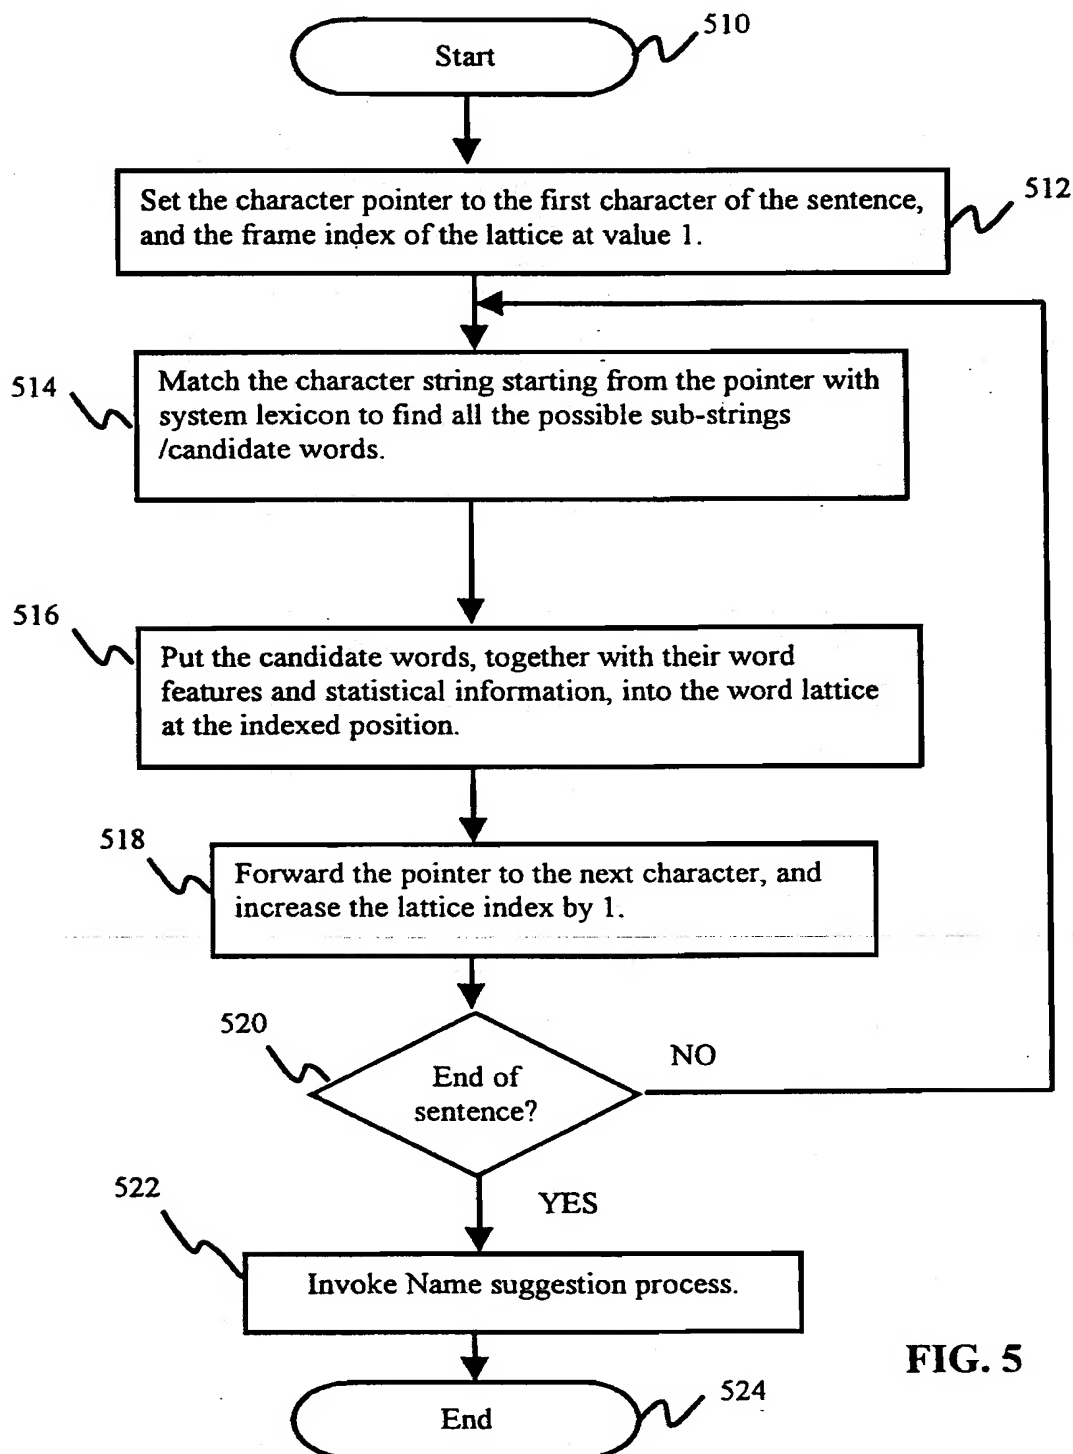 510
Start
512
Set the character pointer to the first character of the sentence,
and the frame index of the lattice at value 1.
514
Match the character string starting from the pointer with
system lexicon to find all the possible sub-strings
/candidate words.
516
Put the candidate words, together with their word
features and statistical information, into the word lattice
at the indexed position.
518
Forward the pointer to the next character, and
increase the lattice index by 1.
520
End of
sentence?
NO
YES
522
Invoke Name suggestion process.
FIG. 5
524
End